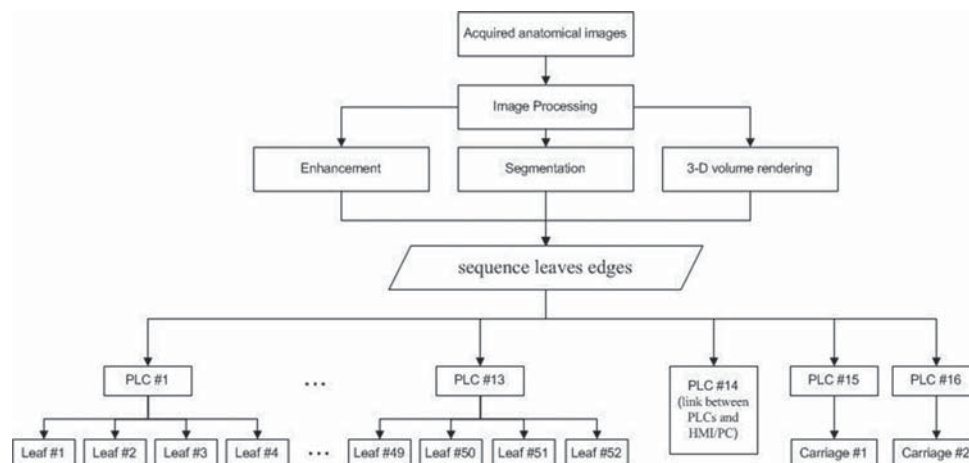 Acquired anatomical images
Image Processing
Enhancement
Segmentation
3-D volume rendering
sequence leaves edges
PLC #1
...
PLC #13
PLC #14
(link between
PLCs and
HMI/PC)
PLC #15
PLC #16
Leaf #1
Leaf #2
Leaf #3
Leaf #4
...
Leaf #49
Leaf #50
Leaf #51
Leaf #52
Carriage #1
Carriage #2